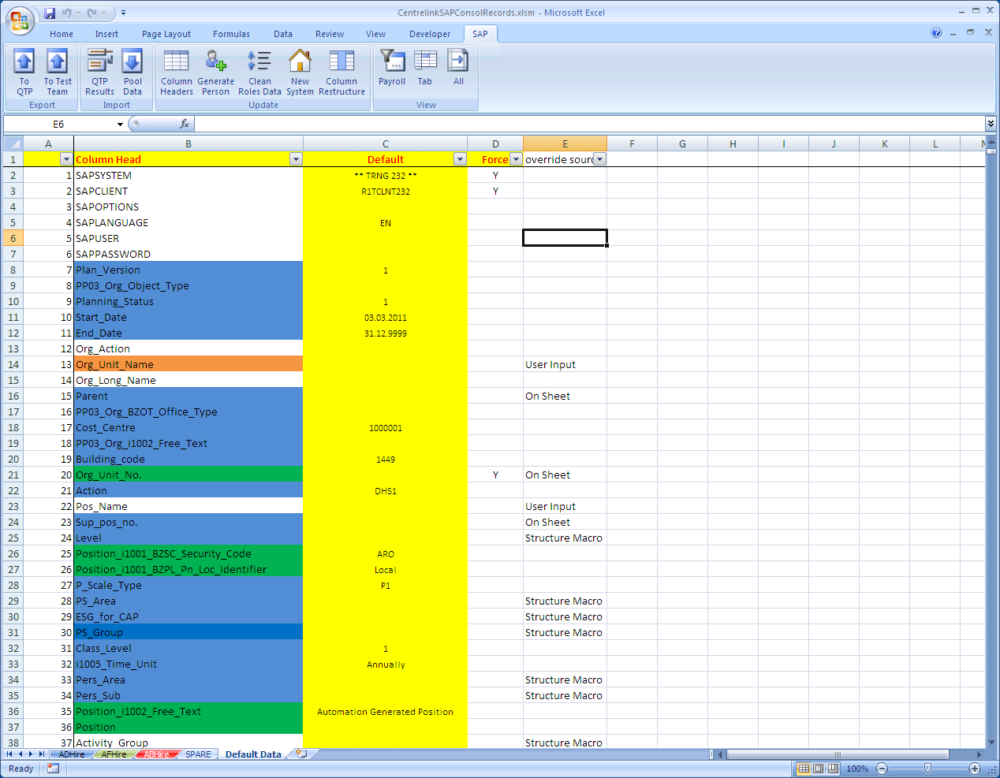 CentrelinkSAPConsolRecords.xlsm - Microsoft Excel
Home Insert Page Layout Formulas Data Review View Developer SAP
To QTP To Test Team QTP Results Pool Data Column Headers Generate Person Clean Roles Data New System Column Restructure Payroll Tab All
Export Import Update View
E6 fx
A B C D E F G H I J K L M
1 Column Head Default Force override sourc
2 1 SAPSYSTEM ** TRNG 232 ** Y
3 2 SAPCLIENT R1TCLNT232 Y
4 3 SAPOPTIONS
5 4 SAPLANGUAGE EN
6 5 SAPUSER
7 6 SAPPASSWORD
8 7 Plan_Version 1
9 8 PP03_Org_Object_Type
10 9 Planning_Status 1
11 10 Start_Date 03.03.2011
12 11 End_Date 31.12.9999
13 12 Org_Action
14 13 Org_Unit_Name User Input
15 14 Org_Long_Name
16 15 Parent On Sheet
17 16 PP03_Org_BZOT_Office_Type
18 17 Cost_Centre 1000001
19 18 PP03_Org_i1002_Free_Text
20 19 Building_code 1449
21 20 Org_Unit_No. Y On Sheet
22 21 Action DHS1
23 22 Pos_Name User Input
24 23 Sup_pos_no. On Sheet
25 24 Level Structure Macro
26 25 Position_i1001_BZSC_Security_Code ARO
27 26 Position_i1001_BZPL_Pn_Loc_Identifier Local
28 27 P_Scale_Type P1
29 28 PS_Area Structure Macro
30 29 ESG_for_CAP Structure Macro
31 30 PS_Group Structure Macro
32 31 Class_Level 1
33 32 i1005_Time_Unit Annually
34 33 Pers_Area Structure Macro
35 34 Pers_Sub Structure Macro
36 35 Position_i1002_Free_Text Automation Generated Position
37 36 Position
38 37 Activity_Group Structure Macro
ADHire AFHire ABHire SPARE Default Data
Ready 100%